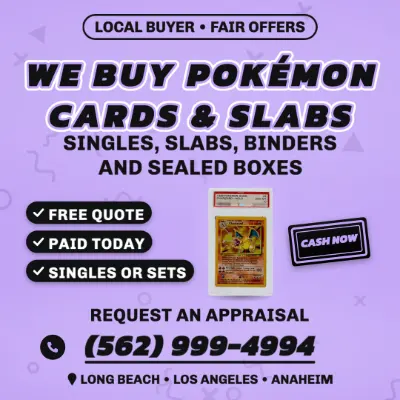 LOCAL BUYER • FAIR OFFERS
WE BUY POKÉMON
CARDS & SLABS
SINGLES, SLABS, BINDERS
AND SEALED BOXES
FREE QUOTE
PAID TODAY
SINGLES OR SETS
CASH NOW
REQUEST AN APPRAISAL
(562) 999-4994
LONG BEACH • LOS ANGELES • ANAHEIM